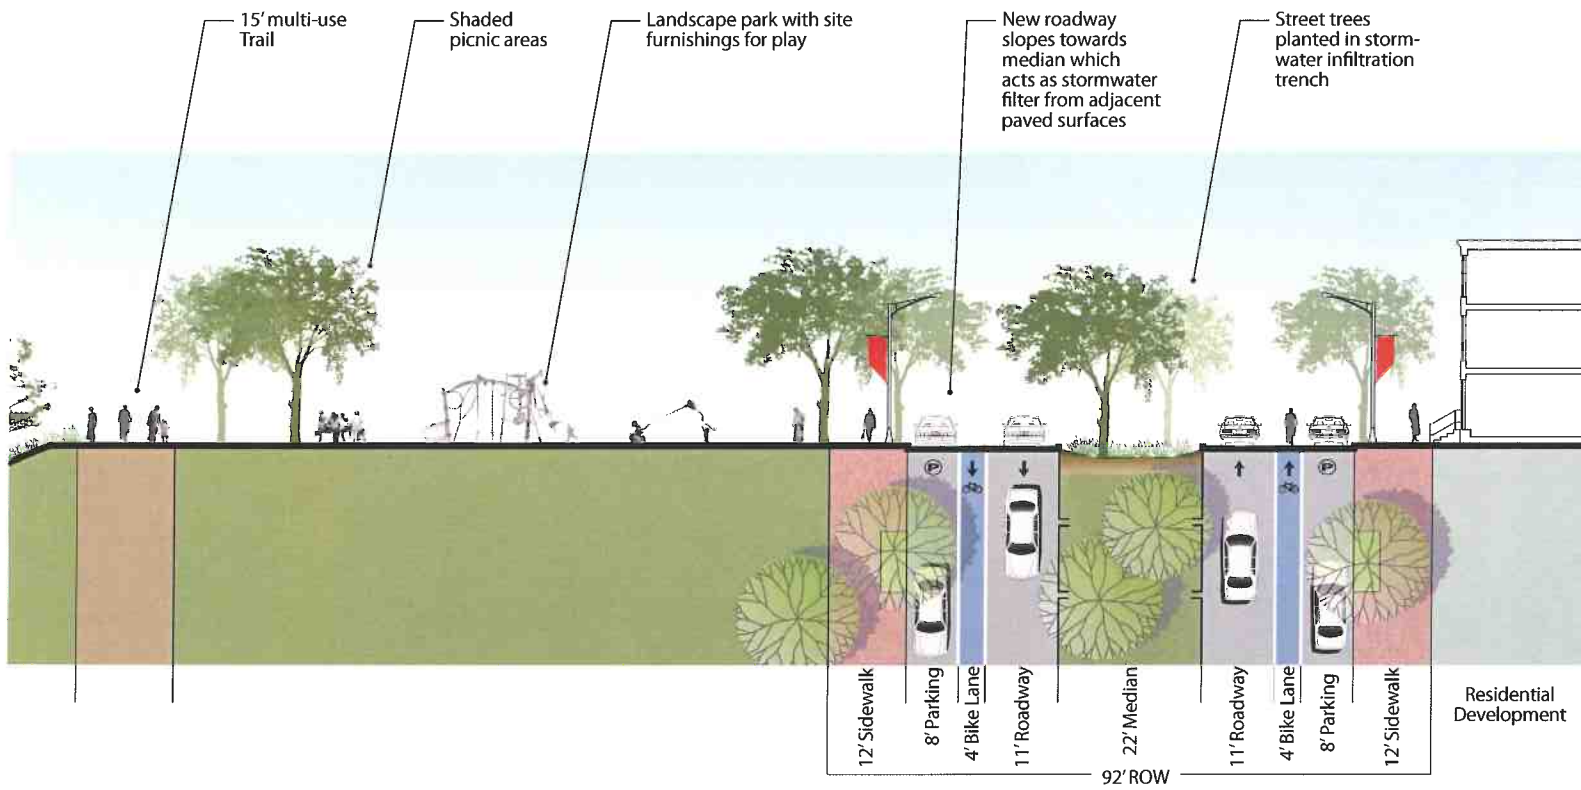 15' multi-use
Trail
Shaded
picnic areas
Landscape park with site
furnishings for play
New roadway
slopes towards
median which
acts as stormwater
filter from adjacent
paved surfaces
Street trees
planted in storm-
water infiltration
trench
P
P
12' Sidewalk
8' Parking
4' Bike Lane
11' Roadway
22' Median
11' Roadway
4' Bike Lane
8' Parking
12' Sidewalk
Residential
Development
92' ROW